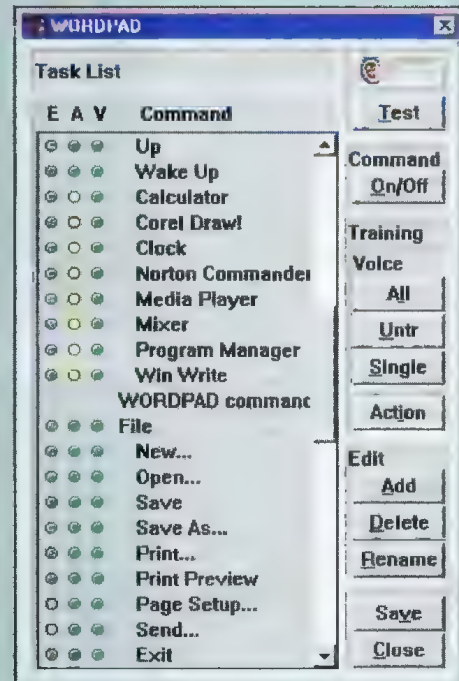 WORDPAD
Task List
E A V Command
Up
Wake Up
Calculator
Corel Draw!
Clock
Norton Commander
Media Player
Mixer
Program Manager
Win Write
WORDPAD commanc
File
New...
Open...
Save
Save As...
Print...
Print Preview
Page Setup...
Send...
Exit
Test
Command
On/Off
Training
Voice
All
Untr
Single
Action
Edit
Add
Delete
Rename
Save
Close